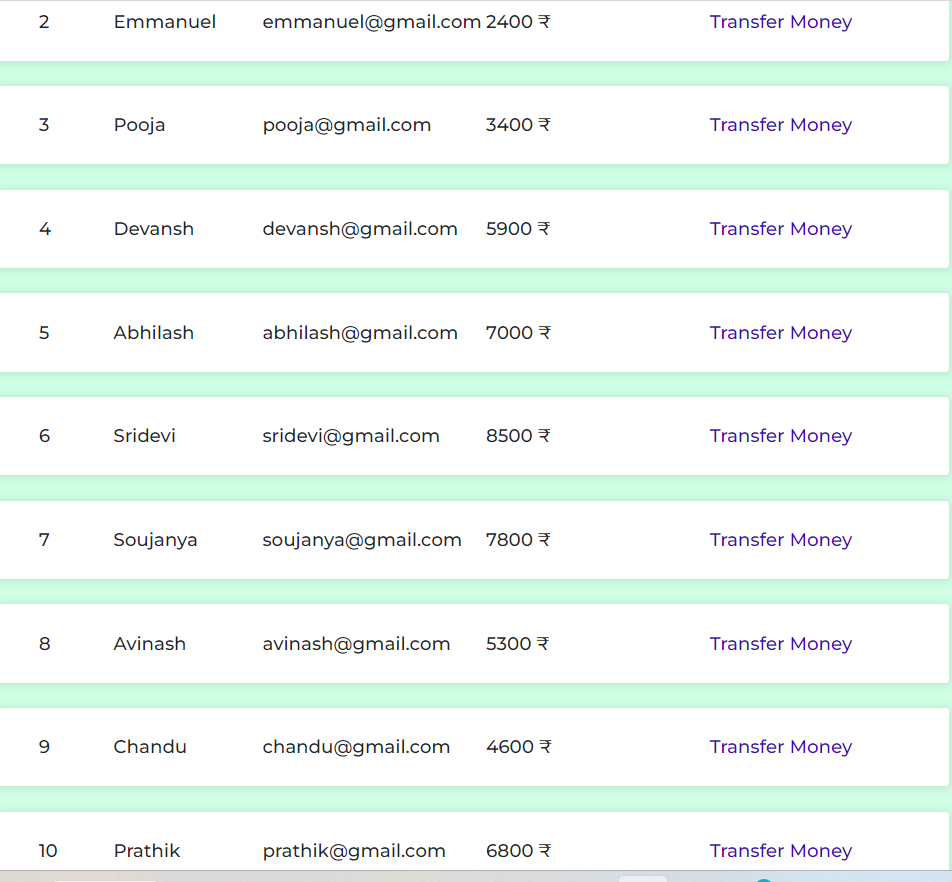 2 Emmanuel emmanuel@gmail.com 2400 ₹ Transfer Money
3 Pooja pooja@gmail.com 3400 ₹ Transfer Money
4 Devansh devansh@gmail.com 5900 ₹ Transfer Money
5 Abhilash abhilash@gmail.com 7000 ₹ Transfer Money
6 Sridevi sridevi@gmail.com 8500 ₹ Transfer Money
7 Soujanya soujanya@gmail.com 7800 ₹ Transfer Money
8 Avinash avinash@gmail.com 5300 ₹ Transfer Money
9 Chandu chandu@gmail.com 4600 ₹ Transfer Money
10 Prathik prathik@gmail.com 6800 ₹ Transfer Money